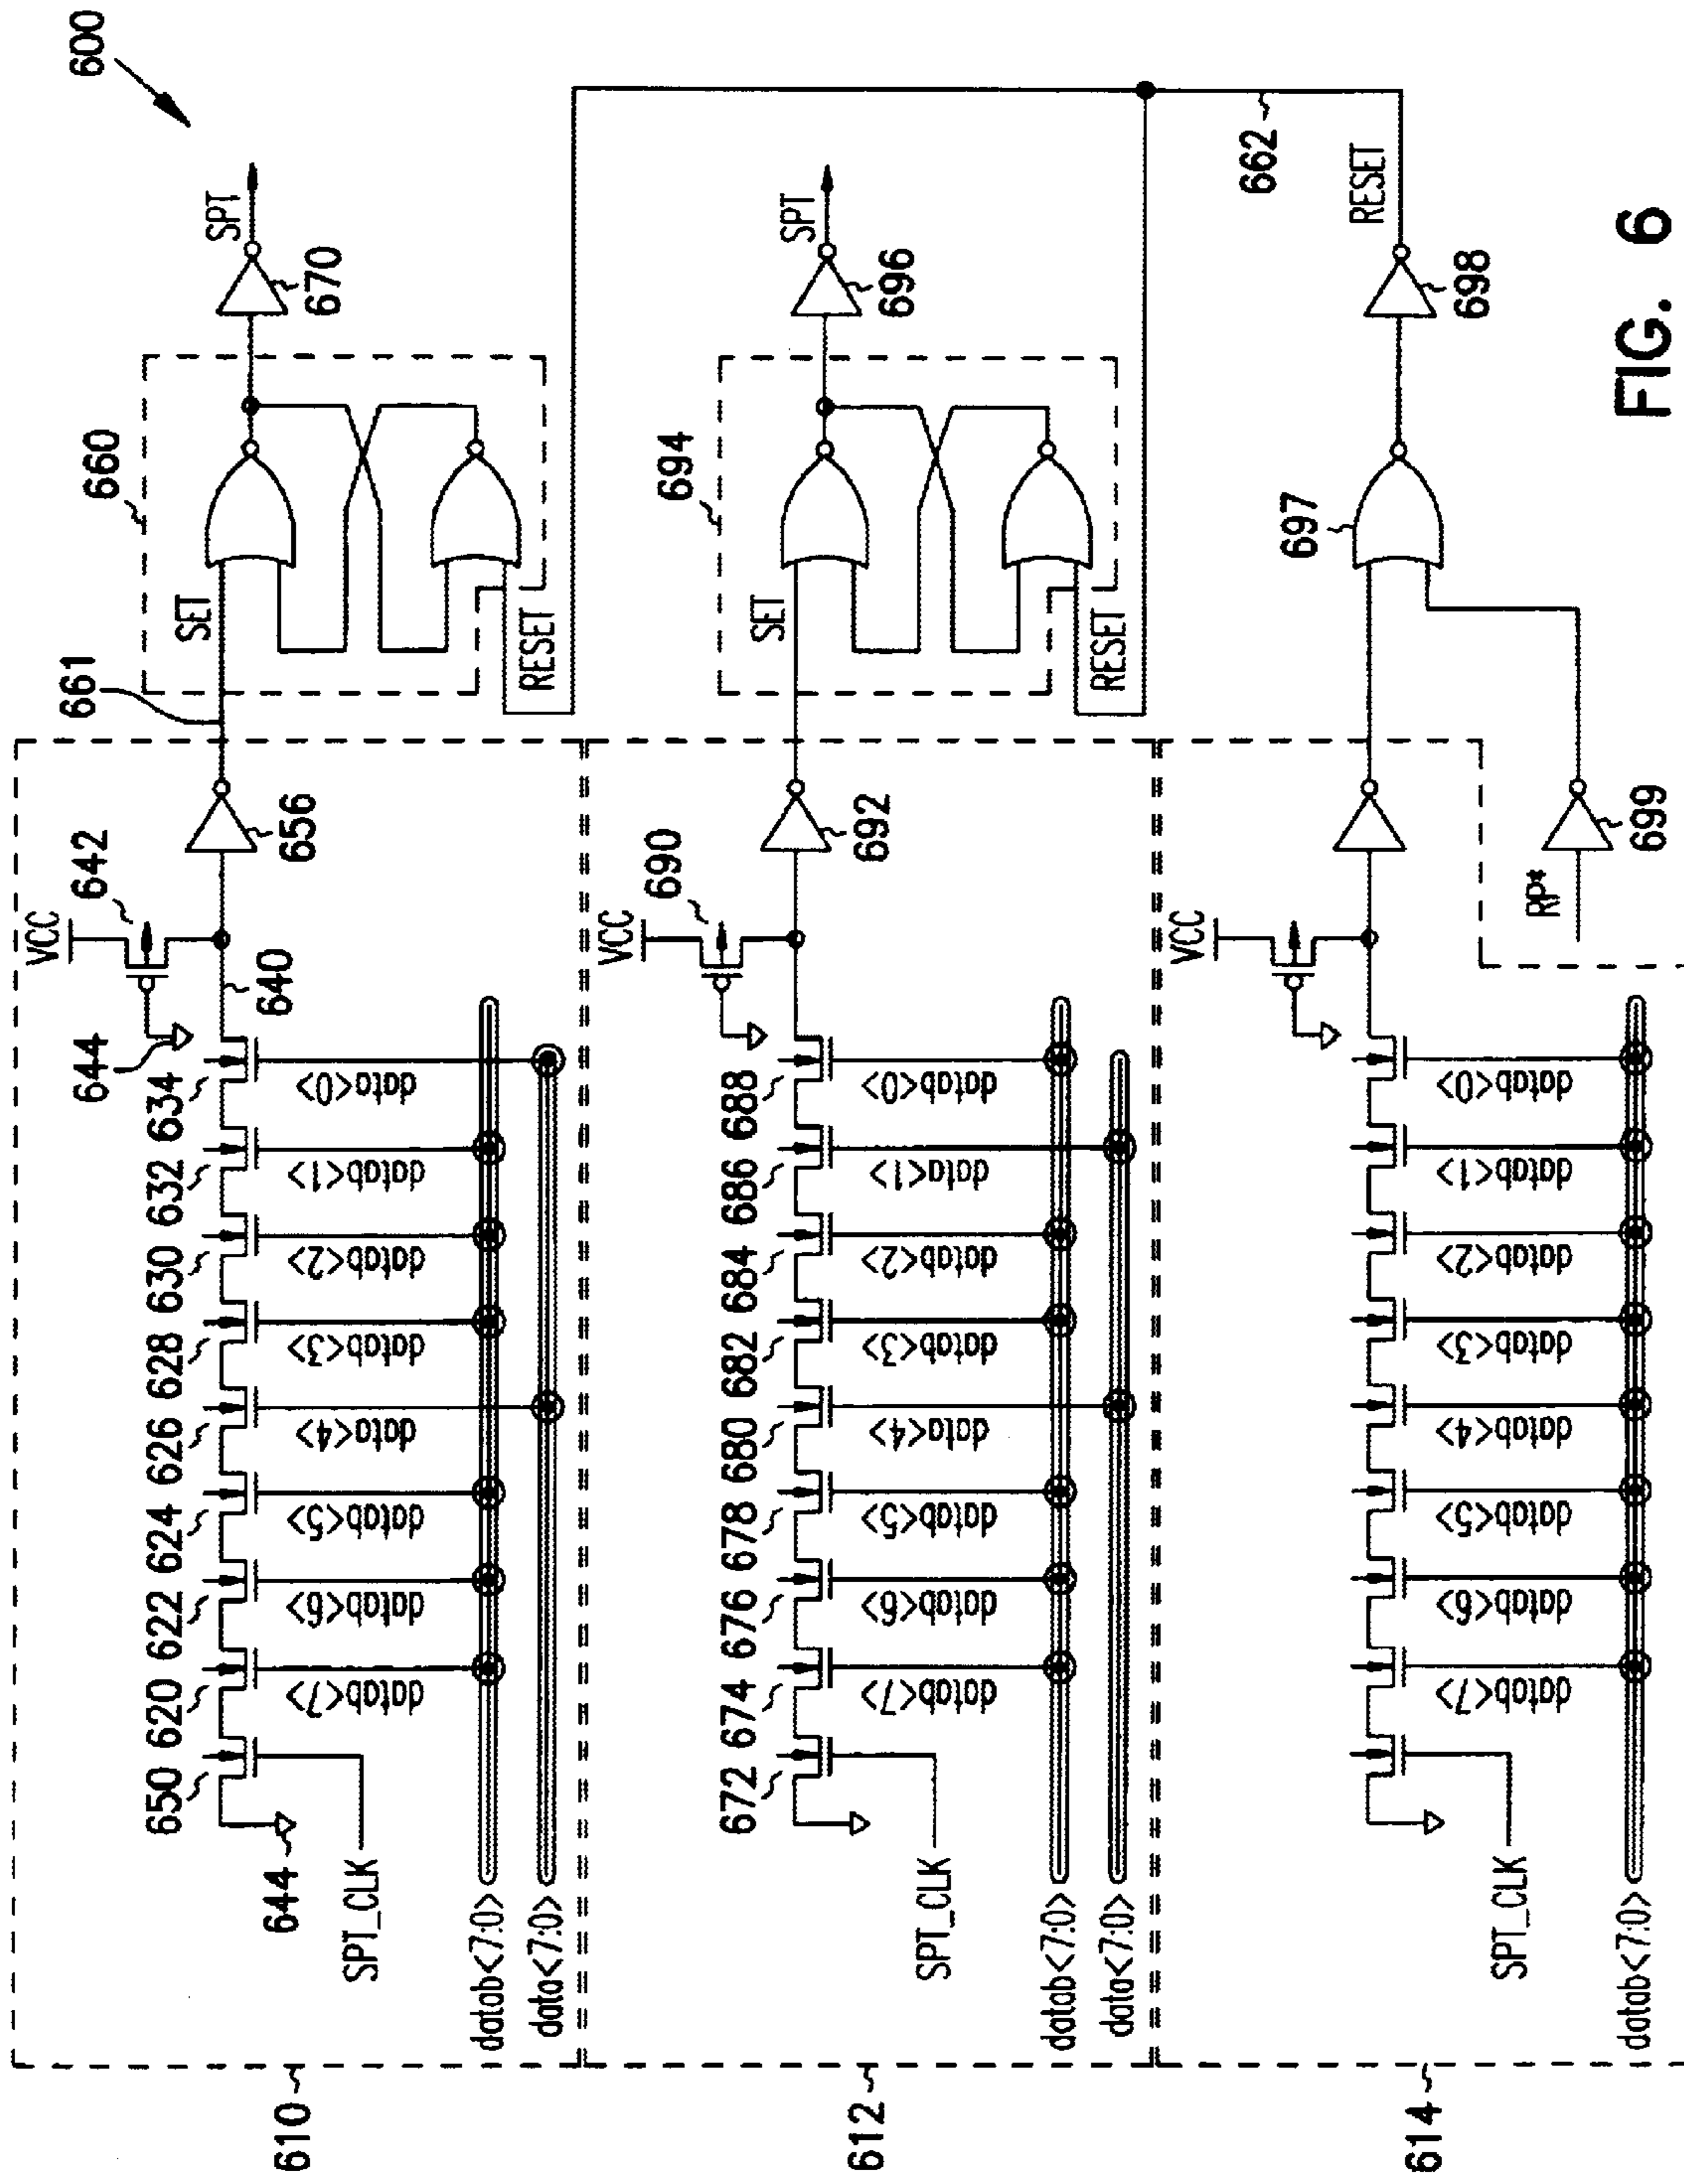 600
610
VCC
644
642
650 620 622 624 626 628 630 632 634
640
656
661
644
SPT_CLK
datab<7>
datab<6>
datab<5>
data<4>
datab<3>
datab<2>
datab<1>
data<0>
datab<7:0>
data<7:0>
660
SET
RESET
SPT
670
612
VCC
690
672 674 676 678 680 682 684 686 688
692
SPT_CLK
datab<7>
datab<6>
datab<5>
data<4>
datab<3>
datab<2>
data<1>
datab<0>
datab<7:0>
data<7:0>
694
SET
RESET
SPT
696
662
614
VCC
SPT_CLK
datab<7>
datab<6>
datab<5>
datab<4>
datab<3>
datab<2>
datab<1>
datab<0>
datab<7:0>
RP*
699
697
698
RESET
FIG. 6